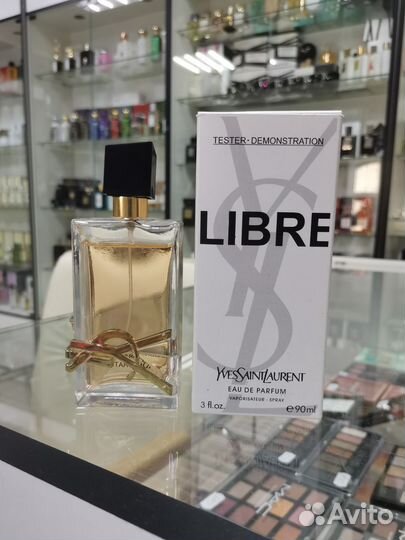 TESTER-DEMONSTRATION
LIBRE
YVESSAINTLAURENT
EAU DE PARFUM
VAPORISATEUR - SPRAY
3 fl.oz. ℮90ml
Avito